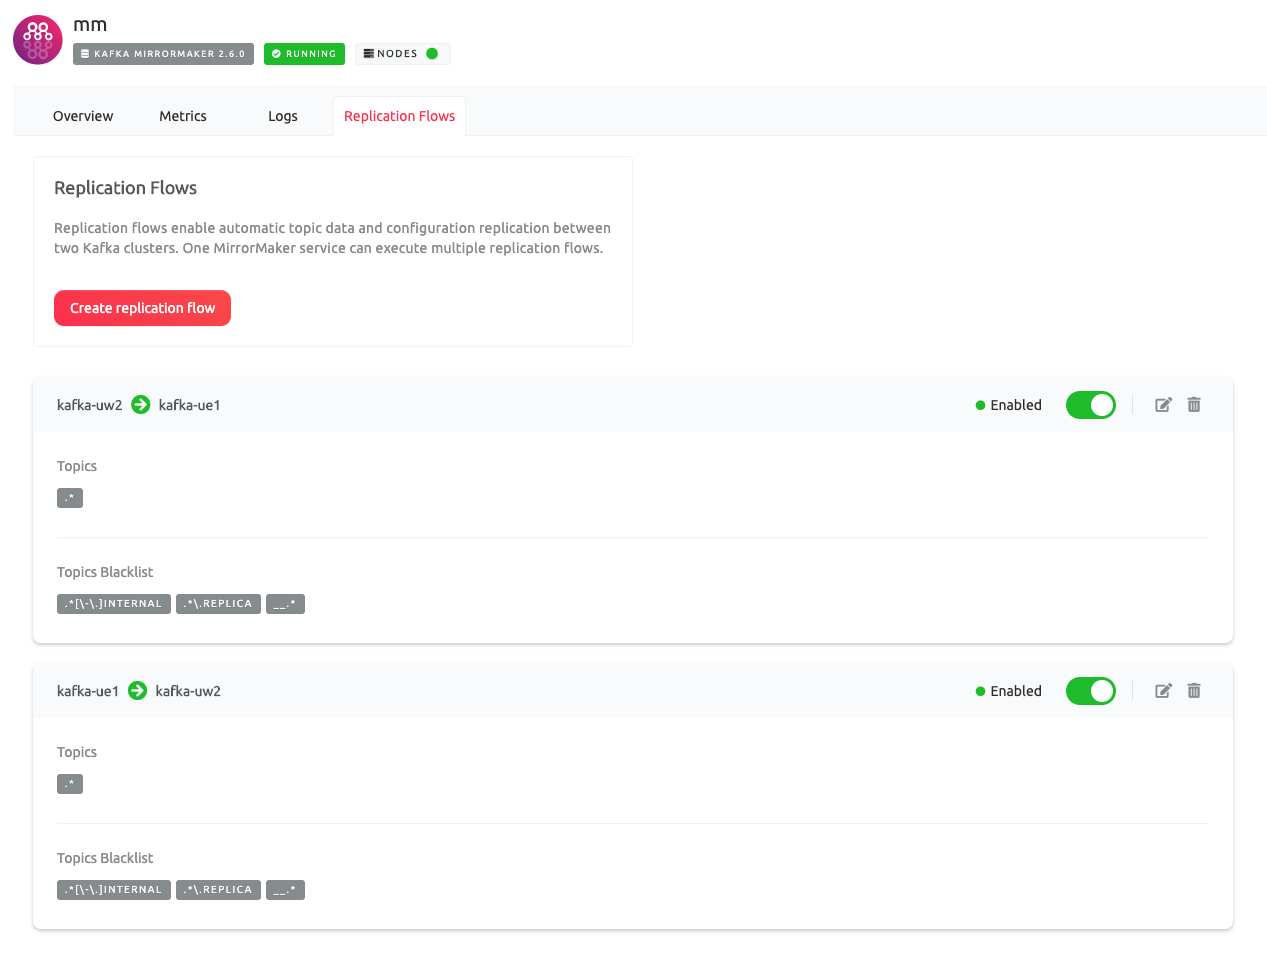 mm
KAFKA MIRRORMAKER 2.6.0 RUNNING NODES
Overview Metrics Logs Replication Flows
Replication Flows
Replication flows enable automatic topic data and configuration replication between
two Kafka clusters. One MirrorMaker service can execute multiple replication flows.
Create replication flow
kafka-uw2 kafka-ue1 Enabled
Topics
.*
Topics Blacklist
.*[\-\.]INTERNAL .*\.REPLICA __.*
kafka-ue1 kafka-uw2 Enabled
Topics
.*
Topics Blacklist
.*[\-\.]INTERNAL .*\.REPLICA __.*